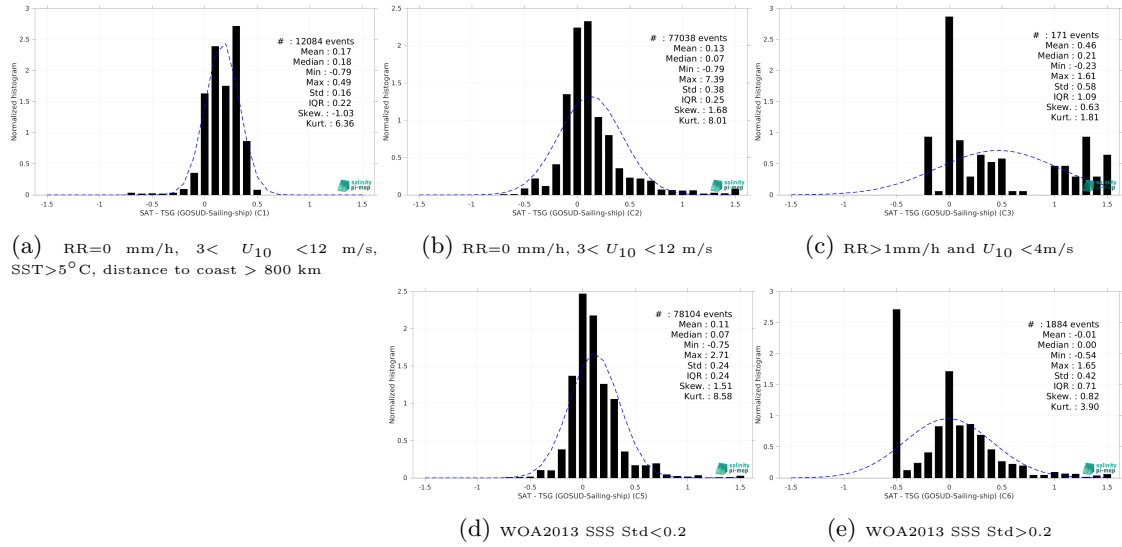 3
2.5
2
1.5
1
0.5
0
-1.5
-1
-0.5
0
0.5
1
1.5
Normalized histogram
SAT - TSG (GOSUD-Sailing-ship) (C1)
# : 12084 events
Mean : 0.17
Median : 0.18
Min : -0.79
Max : 0.49
Std : 0.16
IQR : 0.22
Skew. : -1.03
Kurt. : 6.36
salinity
pi-mep
(a) RR=0 mm/h, 3< U10 <12 m/s,
SST>5°C, distance to coast > 800 km
2.5
2
1.5
1
0.5
0
-1.5
-1
-0.5
0
0.5
1
1.5
Normalized histogram
SAT - TSG (GOSUD-Sailing-ship) (C2)
# : 77038 events
Mean : 0.13
Median : 0.07
Min : -0.79
Max : 7.39
Std : 0.38
IQR : 0.25
Skew. : 1.68
Kurt. : 8.01
salinity
pi-mep
(b) RR=0 mm/h, 3< U10 <12 m/s
3
2.5
2
1.5
1
0.5
0
-1.5
-1
-0.5
0
0.5
1
1.5
Normalized histogram
SAT - TSG (GOSUD-Sailing-ship) (C3)
# : 171 events
Mean : 0.46
Median : 0.21
Min : -0.23
Max : 1.61
Std : 0.58
IQR : 1.09
Skew. : 0.63
Kurt. : 1.81
salinity
pi-mep
(c) RR>1mm/h and U10 <4m/s
2.5
2
1.5
1
0.5
0
-1.5
-1
-0.5
0
0.5
1
1.5
Normalized histogram
SAT - TSG (GOSUD-Sailing-ship) (C5)
# : 78104 events
Mean : 0.11
Median : 0.07
Min : -0.75
Max : 2.71
Std : 0.24
IQR : 0.24
Skew. : 1.51
Kurt. : 8.58
salinity
pi-mep
(d) WOA2013 SSS Std<0.2
3
2.5
2
1.5
1
0.5
0
-1.5
-1
-0.5
0
0.5
1
1.5
Normalized histogram
SAT - TSG (GOSUD-Sailing-ship) (C6)
# : 1884 events
Mean : -0.01
Median : 0.00
Min : -0.54
Max : 1.65
Std : 0.42
IQR : 0.71
Skew. : 0.82
Kurt. : 3.90
salinity
pi-mep
(e) WOA2013 SSS Std>0.2